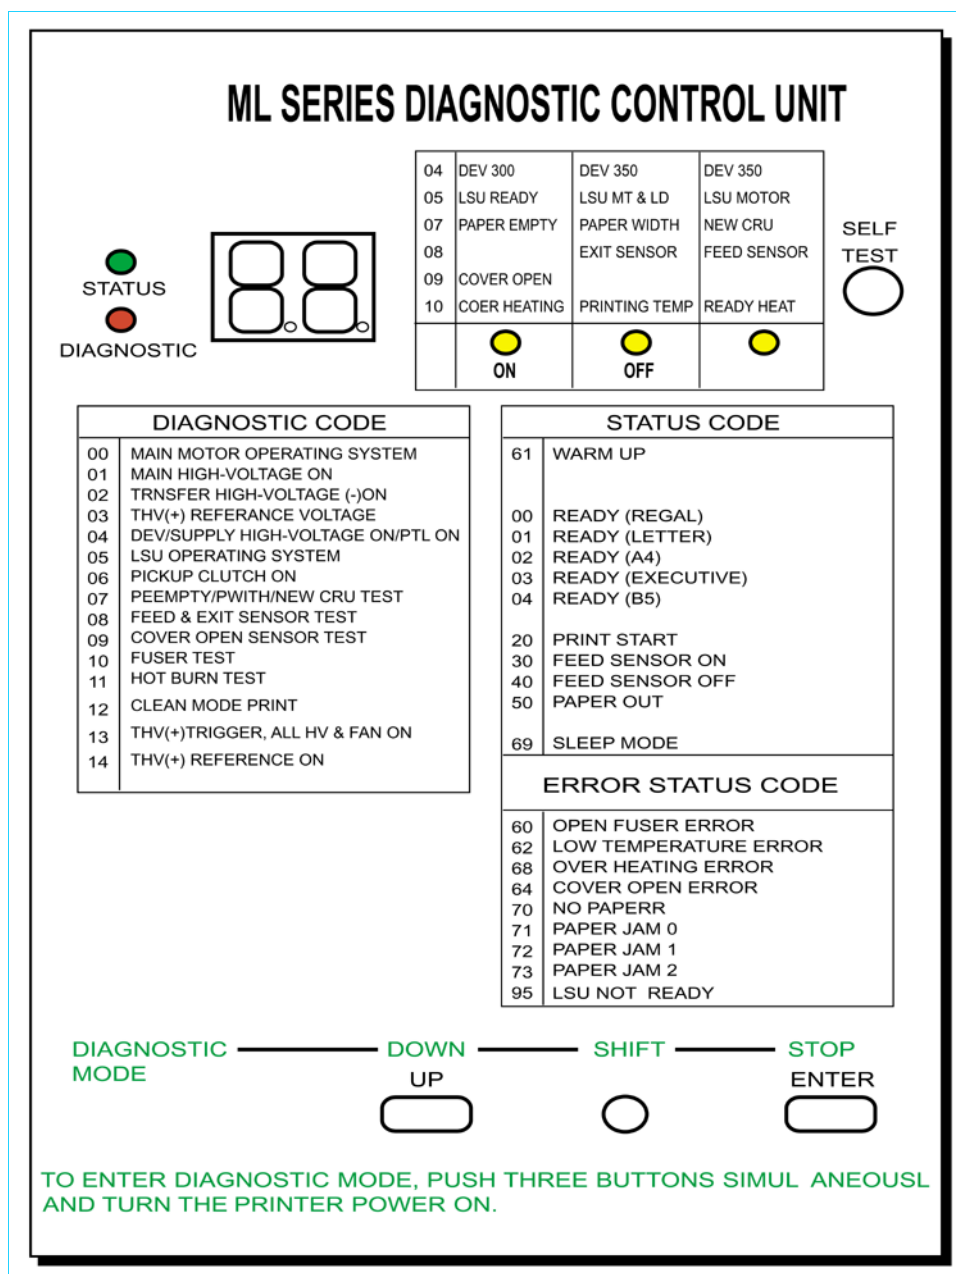 ML SERIES DIAGNOSTIC CONTROL UNIT
04 DEV 300 DEV 350 DEV 350
05 LSU READY LSU MT & LD LSU MOTOR
07 PAPER EMPTY PAPER WIDTH NEW CRU
08 EXIT SENSOR FEED SENSOR
09 COVER OPEN
10 COER HEATING PRINTING TEMP READY HEAT
ON OFF
SELF
TEST
STATUS
DIAGNOSTIC
DIAGNOSTIC CODE
00 MAIN MOTOR OPERATING SYSTEM
01 MAIN HIGH-VOLTAGE ON
02 TRNSFER HIGH-VOLTAGE (-)ON
03 THV(+) REFERANCE VOLTAGE
04 DEV/SUPPLY HIGH-VOLTAGE ON/PTL ON
05 LSU OPERATING SYSTEM
06 PICKUP CLUTCH ON
07 PEEMPTY/PWITH/NEW CRU TEST
08 FEED & EXIT SENSOR TEST
09 COVER OPEN SENSOR TEST
10 FUSER TEST
11 HOT BURN TEST
12 CLEAN MODE PRINT
13 THV(+)TRIGGER, ALL HV & FAN ON
14 THV(+) REFERENCE ON
STATUS CODE
61 WARM UP
00 READY (REGAL)
01 READY (LETTER)
02 READY (A4)
03 READY (EXECUTIVE)
04 READY (B5)
20 PRINT START
30 FEED SENSOR ON
40 FEED SENSOR OFF
50 PAPER OUT
69 SLEEP MODE
ERROR STATUS CODE
60 OPEN FUSER ERROR
62 LOW TEMPERATURE ERROR
68 OVER HEATING ERROR
64 COVER OPEN ERROR
70 NO PAPERR
71 PAPER JAM 0
72 PAPER JAM 1
73 PAPER JAM 2
95 LSU NOT READY
DIAGNOSTIC DOWN SHIFT STOP
MODE
UP ENTER
TO ENTER DIAGNOSTIC MODE, PUSH THREE BUTTONS SIMUL ANEOUSL
AND TURN THE PRINTER POWER ON.